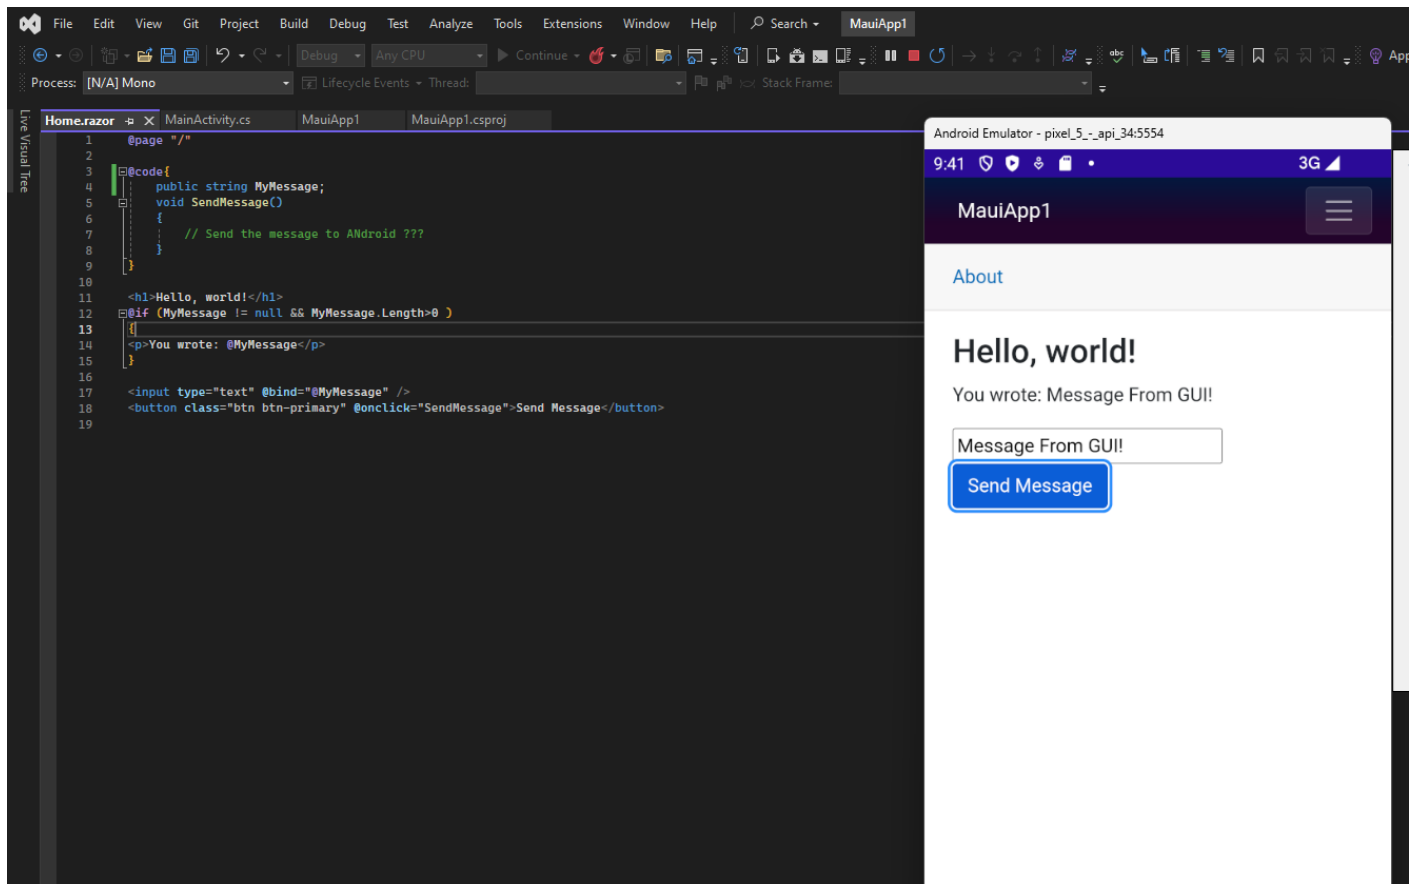 File Edit View Git Project Build Debug Test Analyze Tools Extensions Window Help Search MauiApp1
Debug Any CPU Continue App
Process: [N/A] Mono Lifecycle Events Thread: Stack Frame:
Live Visual Tree
Home.razor MainActivity.cs MauiApp1 MauiApp1.csproj
1 @page "/"
2
3 @code{
4 public string MyMessage;
5 void SendMessage()
6 {
7 // Send the message to ANdroid ???
8 }
9 }
10
11 <h1>Hello, world!</h1>
12 @if (MyMessage != null && MyMessage.Length>0 )
13 {
14 <p>You wrote: @MyMessage</p>
15 }
16
17 <input type="text" @bind="@MyMessage" />
18 <button class="btn btn-primary" @onclick="SendMessage">Send Message</button>
19
Android Emulator - pixel_5_-_api_34:5554
9:41 3G
MauiApp1
About
Hello, world!
You wrote: Message From GUI!
Message From GUI!
Send Message